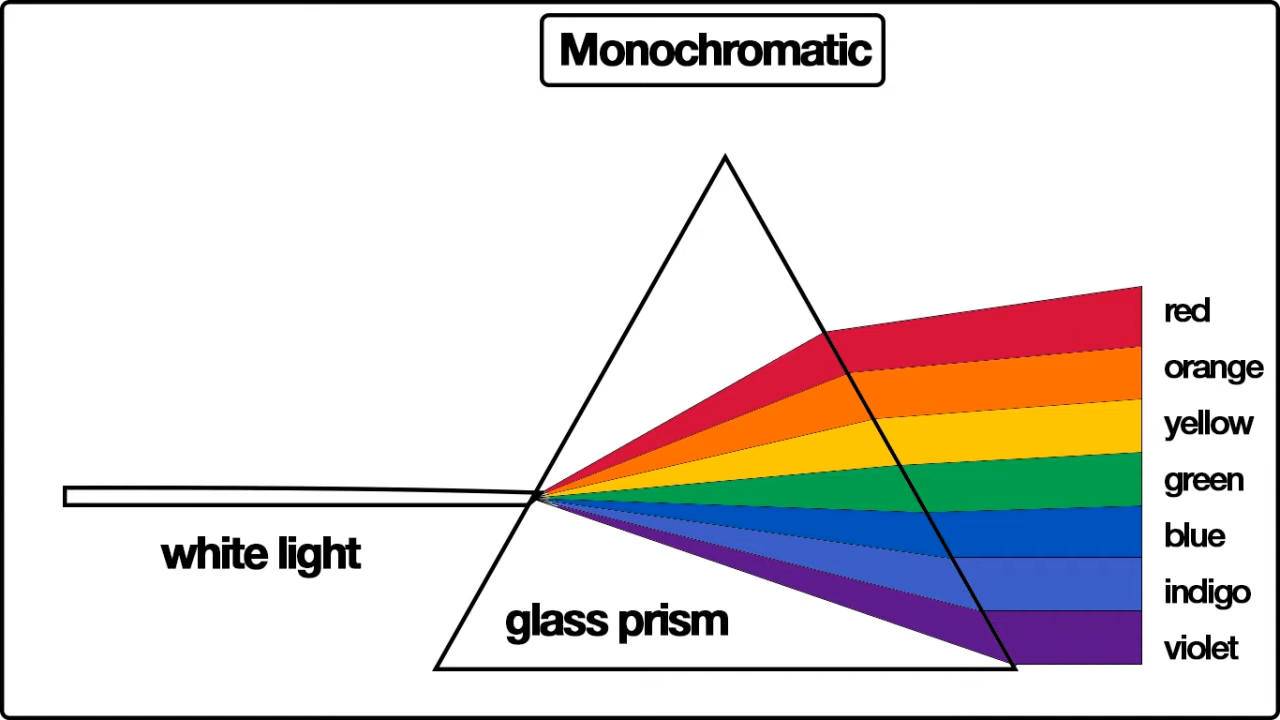 Monochromatic
red
orange
yellow
green
blue
indigo
violet
white light
glass prism